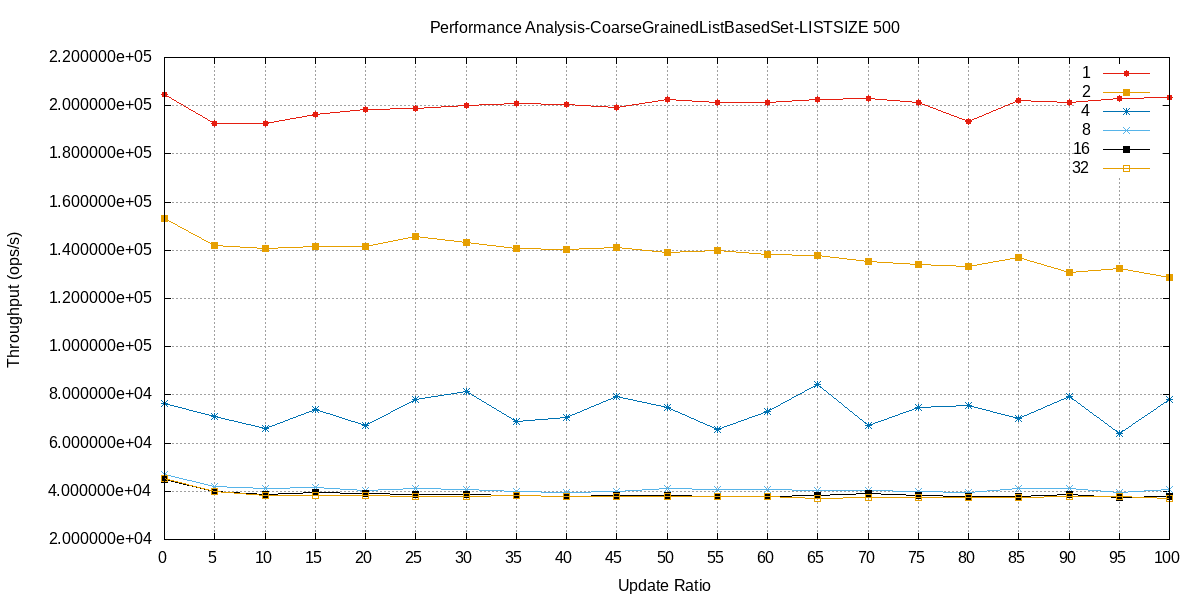 Performance Analysis-CoarseGrainedListBasedSet-LISTSIZE 500
2.200000e+05
2.000000e+05
1.800000e+05
1.600000e+05
1.400000e+05
1.200000e+05
1.000000e+05
8.000000e+04
6.000000e+04
4.000000e+04
2.000000e+04
Throughput (ops/s)
1
2
4
8
16
32
0 5 10 15 20 25 30 35 40 45 50 55 60 65 70 75 80 85 90 95 100
Update Ratio